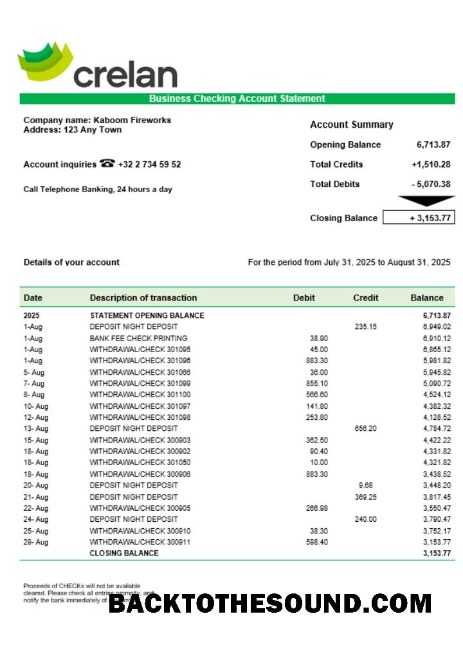 crelan
Business Checking Account Statement
Company name: Kaboom Fireworks
Address: 123 Any Town
Account inquiries ☎ +32 2 734 59 52
Call Telephone Banking, 24 hours a day
Account Summary
Opening Balance 6,713.87
Total Credits +1,510.28
Total Debits - 5,070.38
Closing Balance + 3,153.77
Details of your account For the period from July 31, 2025 to August 31, 2025
Date Description of transaction Debit Credit Balance
2025 STATEMENT OPENING BALANCE 6,713.87
1-Aug DEPOSIT NIGHT DEPOSIT 235.15 6,949.02
1-Aug BANK FEE CHECK PRINTING 38.90 6,910.12
1-Aug WITHDRAWAL/CHECK 301095 45.00 6,865.12
1-Aug WITHDRAWAL/CHECK 301096 883.30 5,981.82
5- Aug WITHDRAWAL/CHECK 301066 36.00 5,945.82
7- Aug WITHDRAWAL/CHECK 301099 855.10 5,090.72
8- Aug WITHDRAWAL/CHECK 301100 566.60 4,524.12
10- Aug WITHDRAWAL/CHECK 301097 141.80 4,382.32
12- Aug WITHDRAWAL/CHECK 301098 253.80 4,128.52
13- Aug DEPOSIT NIGHT DEPOSIT 656.20 4,784.72
15- Aug WITHDRAWAL/CHECK 300903 362.50 4,422.22
18- Aug WITHDRAWAL/CHECK 300902 90.40 4,331.82
18- Aug WITHDRAWAL/CHECK 301050 10.00 4,321.82
18- Aug WITHDRAWAL/CHECK 300906 883.30 3,438.52
20- Aug DEPOSIT NIGHT DEPOSIT 9.68 3,448.20
21- Aug DEPOSIT NIGHT DEPOSIT 369.25 3,817.45
22- Aug WITHDRAWAL/CHECK 300905 266.98 3,550.47
24- Aug DEPOSIT NIGHT DEPOSIT 240.00 3,790.47
25- Aug WITHDRAWAL/CHECK 300910 38.30 3,752.17
29- Aug WITHDRAWAL/CHECK 300911 598.40 3,153.77
CLOSING BALANCE 3,153.77
Proceeds of CHECKs will not be available
cleared. Please check all entries promptly, and
notify the bank immediately of
BACKTOTHESOUND.COM